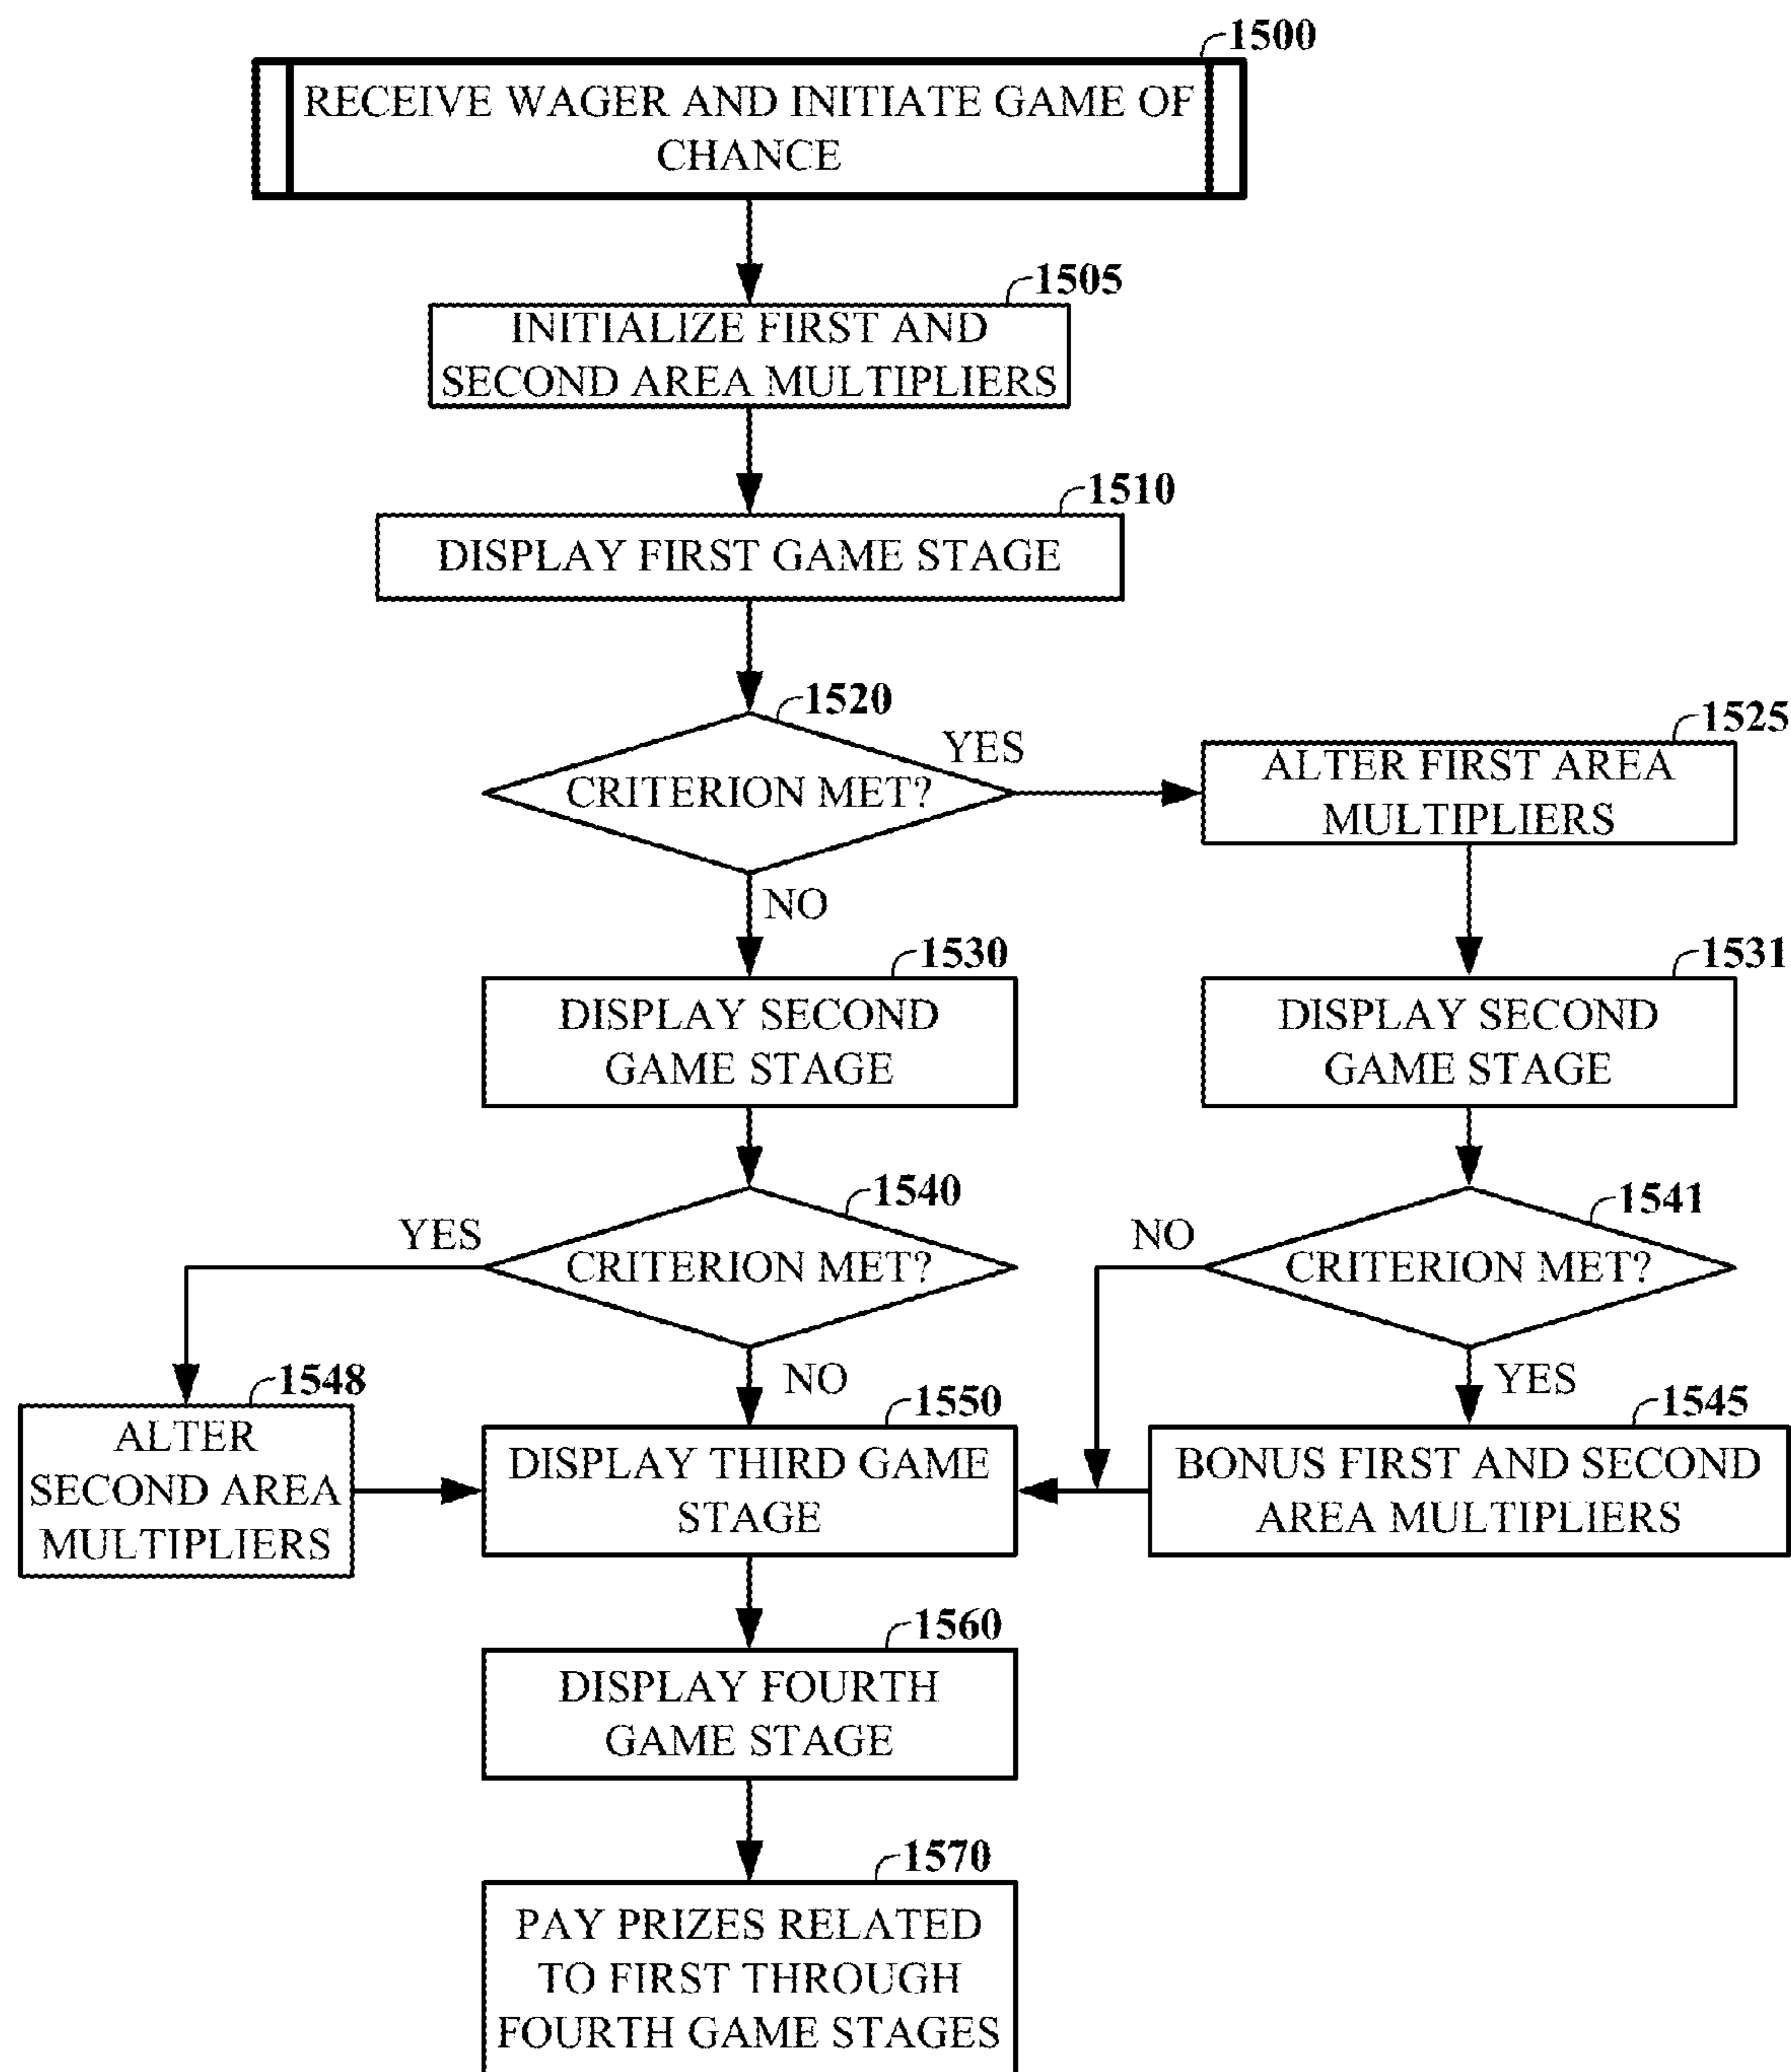 1500
RECEIVE WAGER AND INITIATE GAME OF
CHANCE
1505
INITIALIZE FIRST AND
SECOND AREA MULTIPLIERS
1510
DISPLAY FIRST GAME STAGE
1520
CRITERION MET?
YES
1525
ALTER FIRST AREA
MULTIPLIERS
NO
1530
DISPLAY SECOND
GAME STAGE
1531
DISPLAY SECOND
GAME STAGE
1540
CRITERION MET?
YES
NO
1541
CRITERION MET?
NO
YES
1548
ALTER
SECOND AREA
MULTIPLIERS
1550
DISPLAY THIRD GAME
STAGE
1545
BONUS FIRST AND SECOND
AREA MULTIPLIERS
1560
DISPLAY FOURTH
GAME STAGE
1570
PAY PRIZES RELATED
TO FIRST THROUGH
FOURTH GAME STAGES